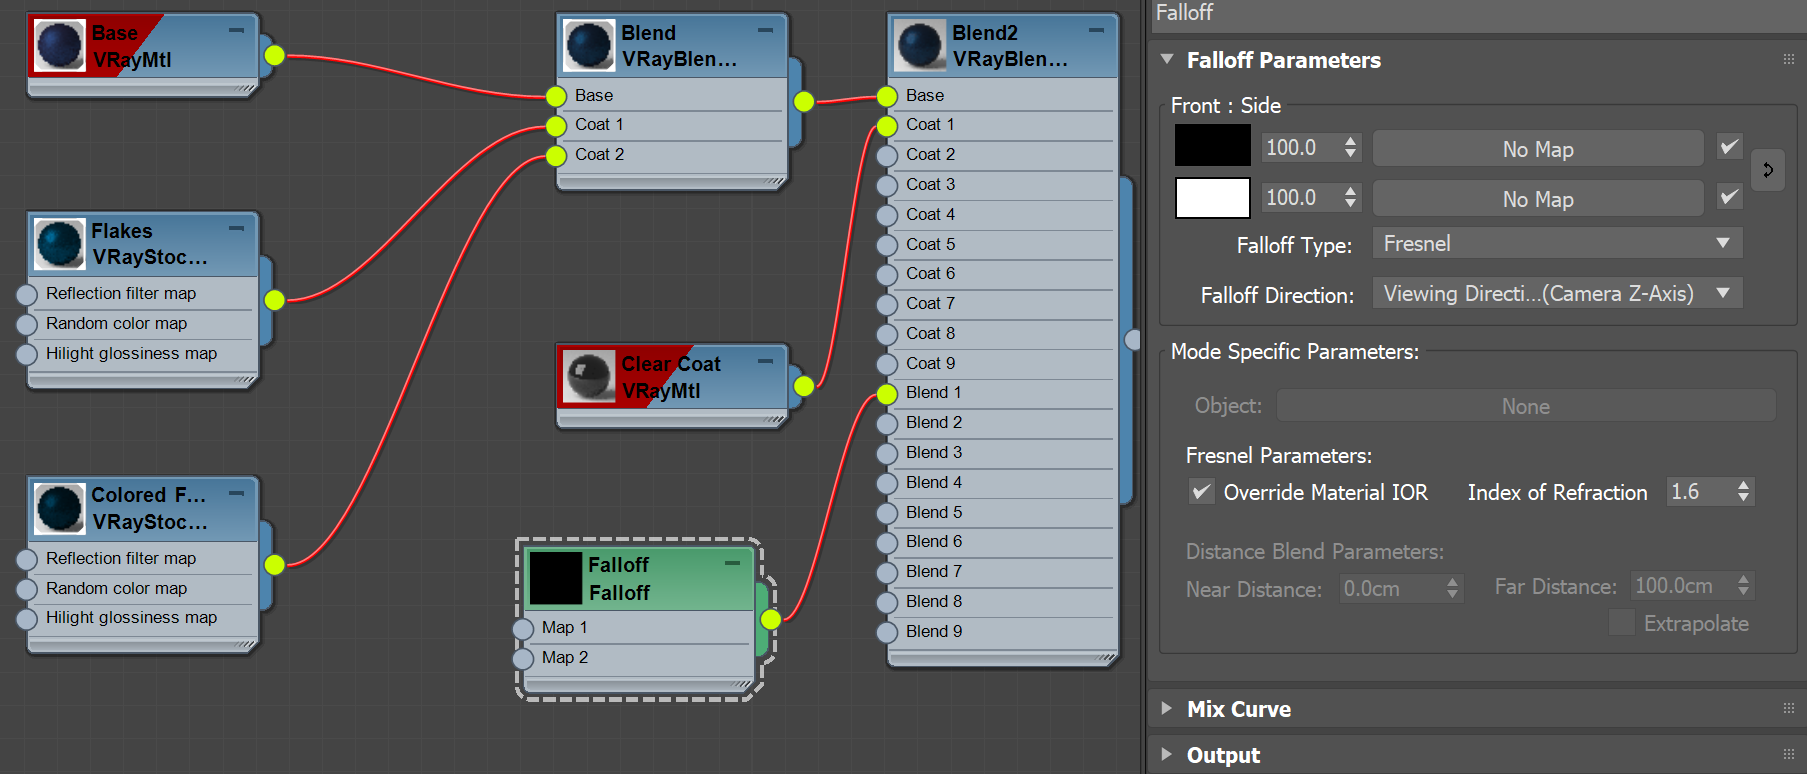 Base
VRayMtl
Flakes
VRayStoc...
Reflection filter map
Random color map
Hilight glossiness map
Colored F...
VRayStoc...
Reflection filter map
Random color map
Hilight glossiness map
Blend
VRayBlen...
Base
Coat 1
Coat 2
Clear Coat
VRayMtl
Falloff
Falloff
Map 1
Map 2
Blend2
VRayBlen...
Base
Coat 1
Coat 2
Coat 3
Coat 4
Coat 5
Coat 6
Coat 7
Coat 8
Coat 9
Blend 1
Blend 2
Blend 3
Blend 4
Blend 5
Blend 6
Blend 7
Blend 8
Blend 9
Falloff
Falloff Parameters
Front : Side
100.0 No Map
100.0 No Map
Falloff Type: Fresnel
Falloff Direction: Viewing Directi...(Camera Z-Axis)
Mode Specific Parameters:
Object: None
Fresnel Parameters:
Override Material IOR Index of Refraction 1.6
Distance Blend Parameters:
Near Distance: 0.0cm Far Distance: 100.0cm
Extrapolate
Mix Curve
Output